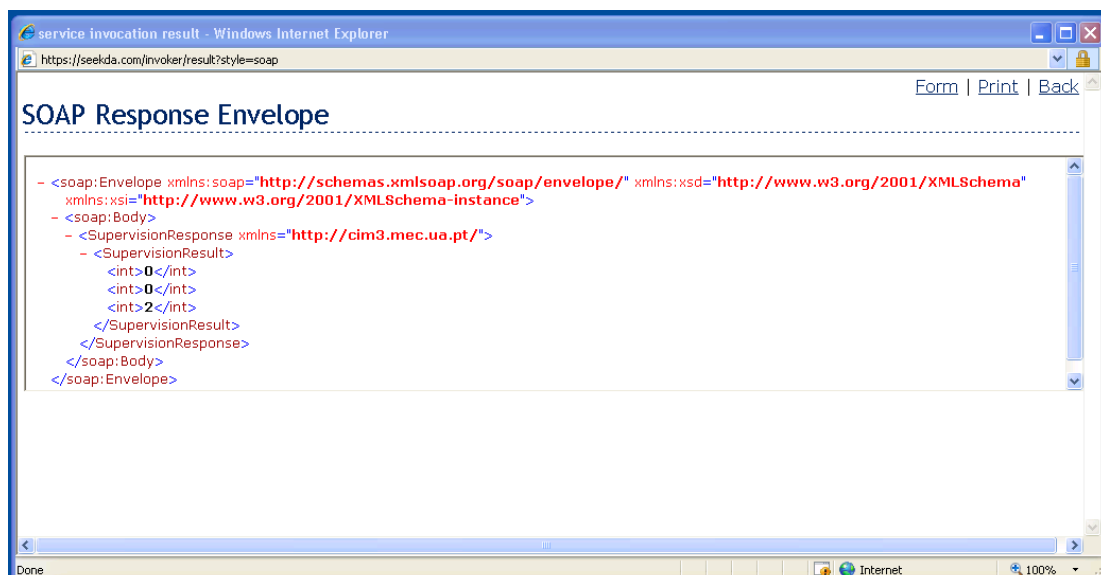 service invocation result - Windows Internet Explorer
https://seekda.com/invoker/result?style=soap
Form | Print | Back
SOAP Response Envelope
- <soap:Envelope xmlns:soap="http://schemas.xmlsoap.org/soap/envelope/" xmlns:xsd="http://www.w3.org/2001/XMLSchema"
xmlns:xsi="http://www.w3.org/2001/XMLSchema-instance">
- <soap:Body>
- <SupervisionResponse xmlns="http://cim3.mec.ua.pt/">
- <SupervisionResult>
<int>0</int>
<int>0</int>
<int>2</int>
</SupervisionResult>
</SupervisionResponse>
</soap:Body>
</soap:Envelope>
Done Internet 100%